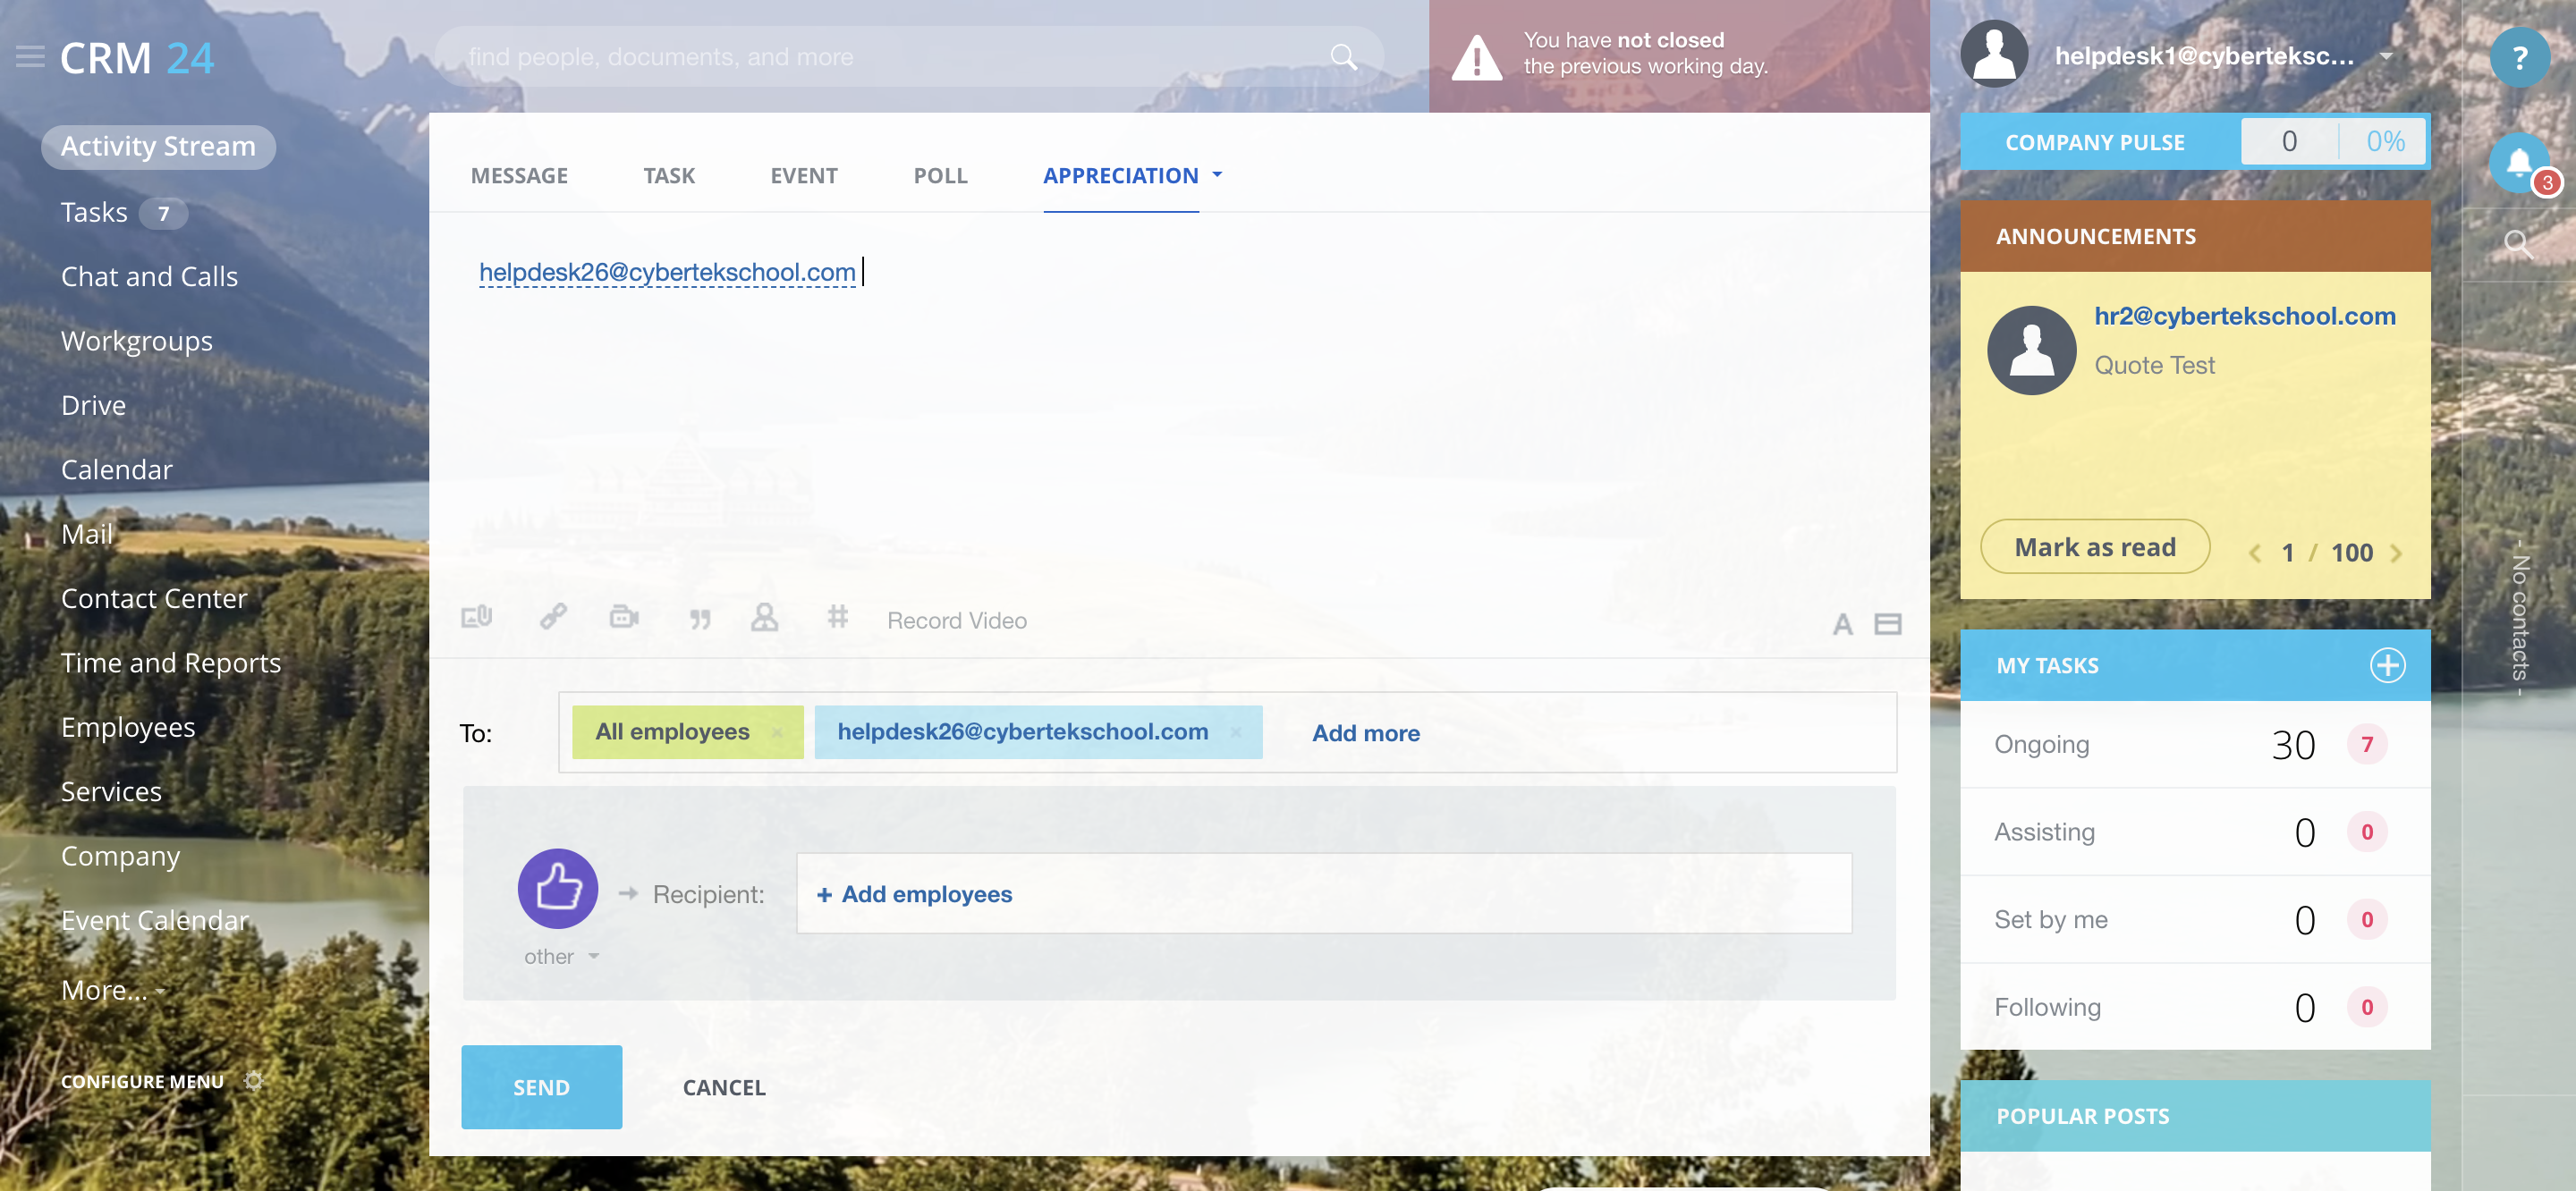 CRM 24
find people, documents, and more
You have not closed
the previous working day.
helpdesk1@cyberteksc...
?
Activity Stream
Tasks 7
Chat and Calls
Workgroups
Drive
Calendar
Mail
Contact Center
Time and Reports
Employees
Services
Company
Event Calendar
More...
CONFIGURE MENU
MESSAGE TASK EVENT POLL APPRECIATION
helpdesk26@cybertekschool.com
Record Video
A
To: All employees × helpdesk26@cybertekschool.com × Add more
Recipient: + Add employees
other
SEND CANCEL
COMPANY PULSE 0 0%
3
ANNOUNCEMENTS
hr2@cybertekschool.com
Quote Test
Mark as read 1 / 100
MY TASKS
Ongoing 30 7
Assisting 0 0
Set by me 0 0
Following 0 0
POPULAR POSTS
- No contacts -